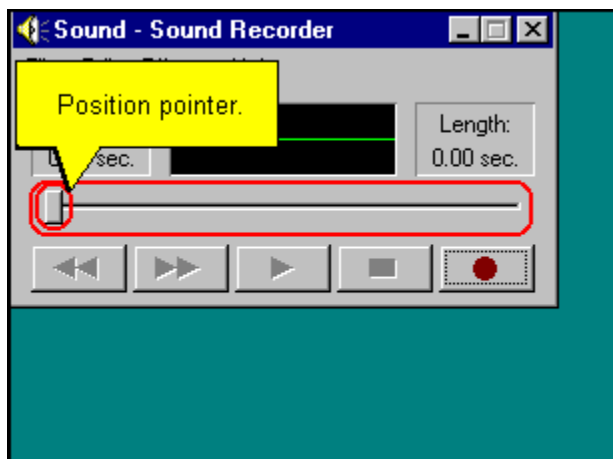 Sound - Sound Recorder
Position pointer.
Length:
sec.
0.00 sec.